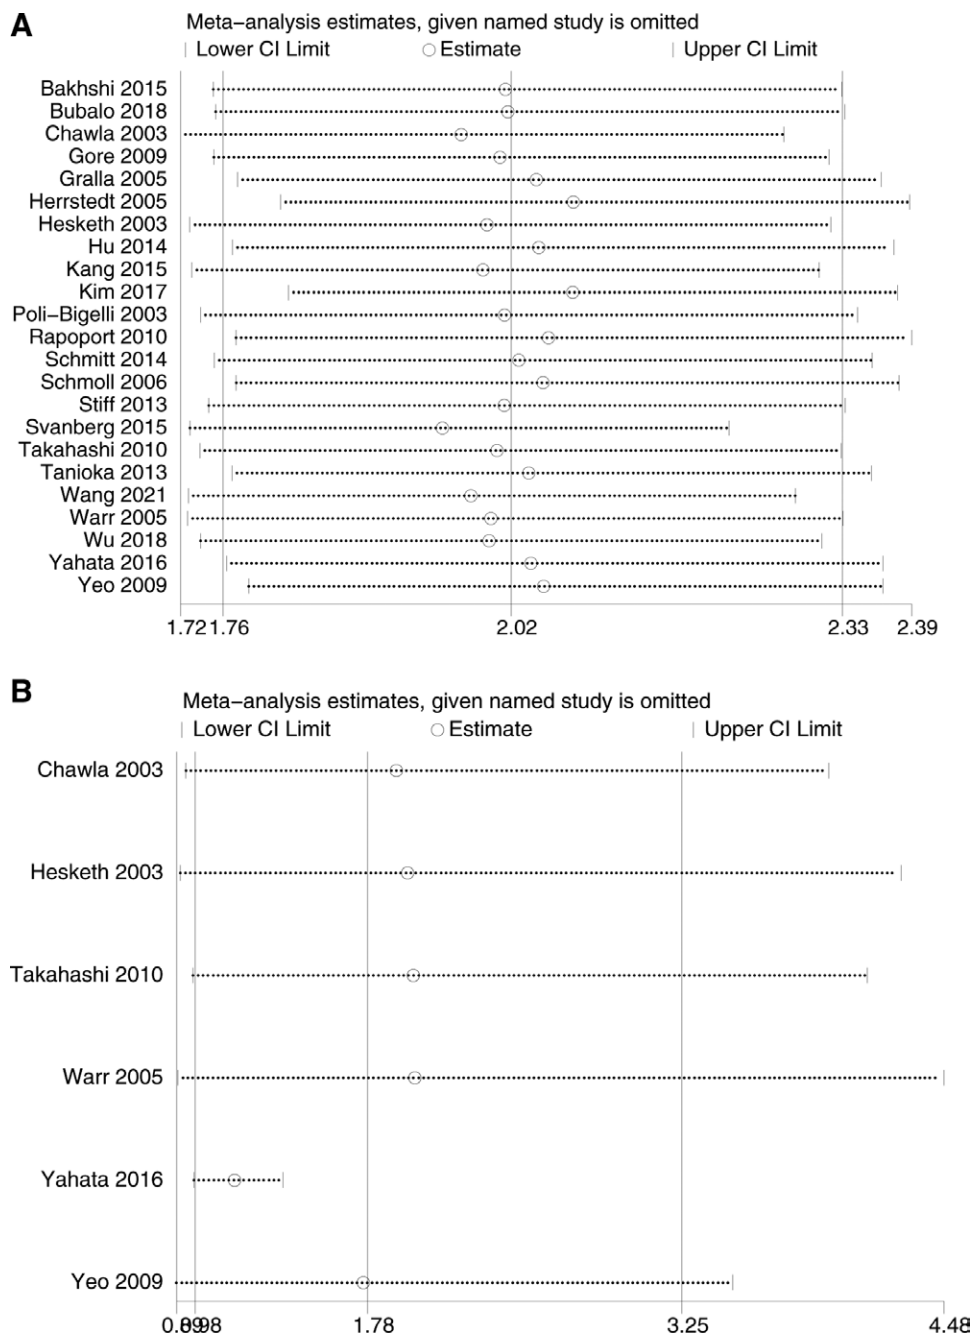 A
Meta−analysis estimates, given named study is omitted
Lower CI Limit Estimate Upper CI Limit
Bakhshi 2015
Bubalo 2018
Chawla 2003
Gore 2009
Gralla 2005
Herrstedt 2005
Hesketh 2003
Hu 2014
Kang 2015
Kim 2017
Poli−Bigelli 2003
Rapoport 2010
Schmitt 2014
Schmoll 2006
Stiff 2013
Svanberg 2015
Takahashi 2010
Tanioka 2013
Wang 2021
Warr 2005
Wu 2018
Yahata 2016
Yeo 2009
1.72 1.76 2.02 2.33 2.39
B
Meta−analysis estimates, given named study is omitted
Lower CI Limit Estimate Upper CI Limit
Chawla 2003
Hesketh 2003
Takahashi 2010
Warr 2005
Yahata 2016
Yeo 2009
0.89 0.98 1.78 3.25 4.48